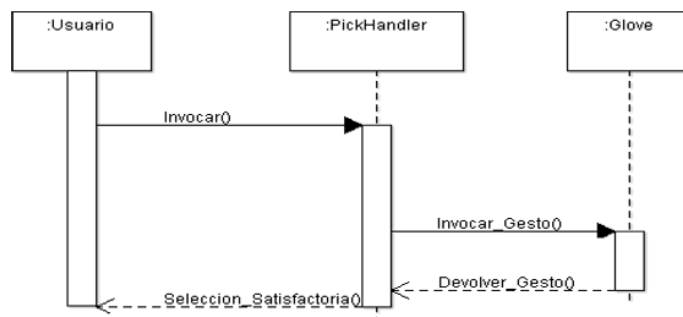 :Usuario
:PickHandler
:Glove
Invocar()
Invocar_Gesto()
Devolver_Gesto()
Seleccion_Satisfactoria()